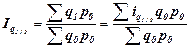 I_{q_{1/0}} = \frac{\sum q_1 p_0}{\sum q_0 p_0} = \frac{\sum i_{q_{1/0}} q_0 p_0}{\sum q_0 p_0}